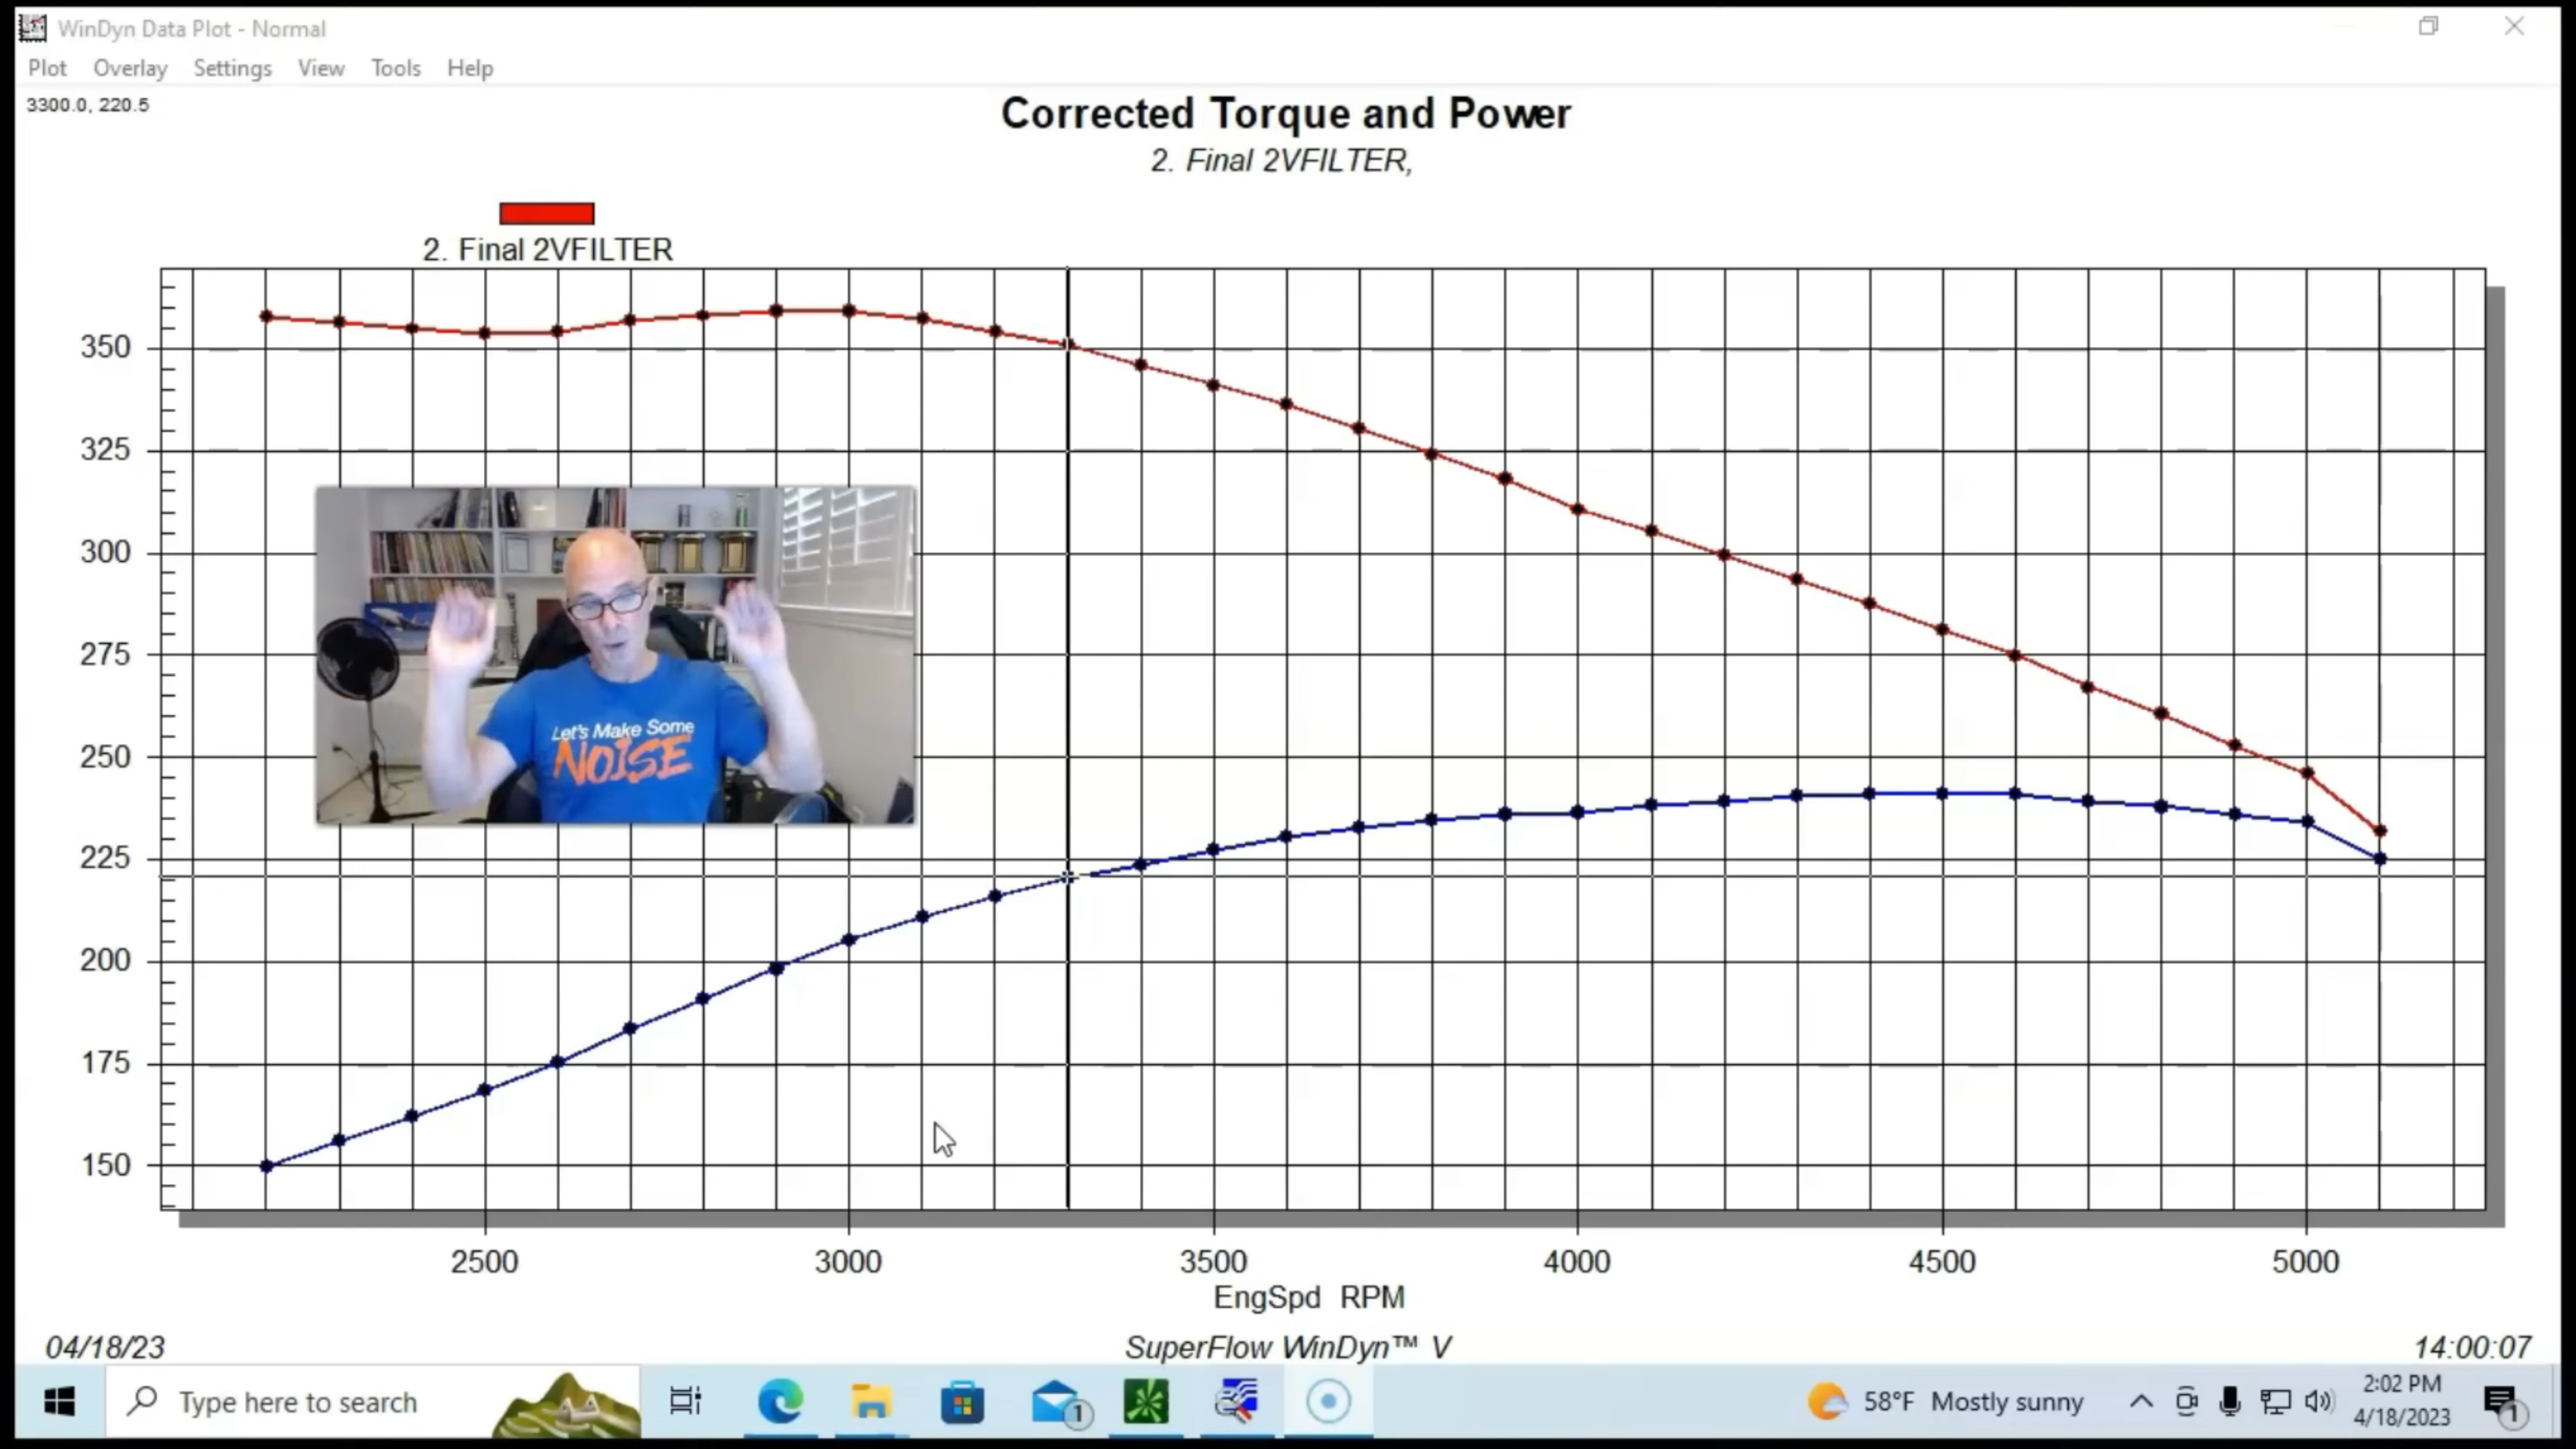 WinDyn Data Plot - Normal
Plot Overlay Settings View Tools Help
3300.0, 220.5
Corrected Torque and Power
2. Final 2VFILTER,
2. Final 2VFILTER
350
325
300
275
250
225
200
175
150
Let's Make Some
NOISE
2500 3000 3500 4000 4500 5000
EngSpd RPM
04/18/23 SuperFlow WinDyn™ V 14:00:07
Type here to search 1 58°F Mostly sunny 2:02 PM 1
4/18/2023